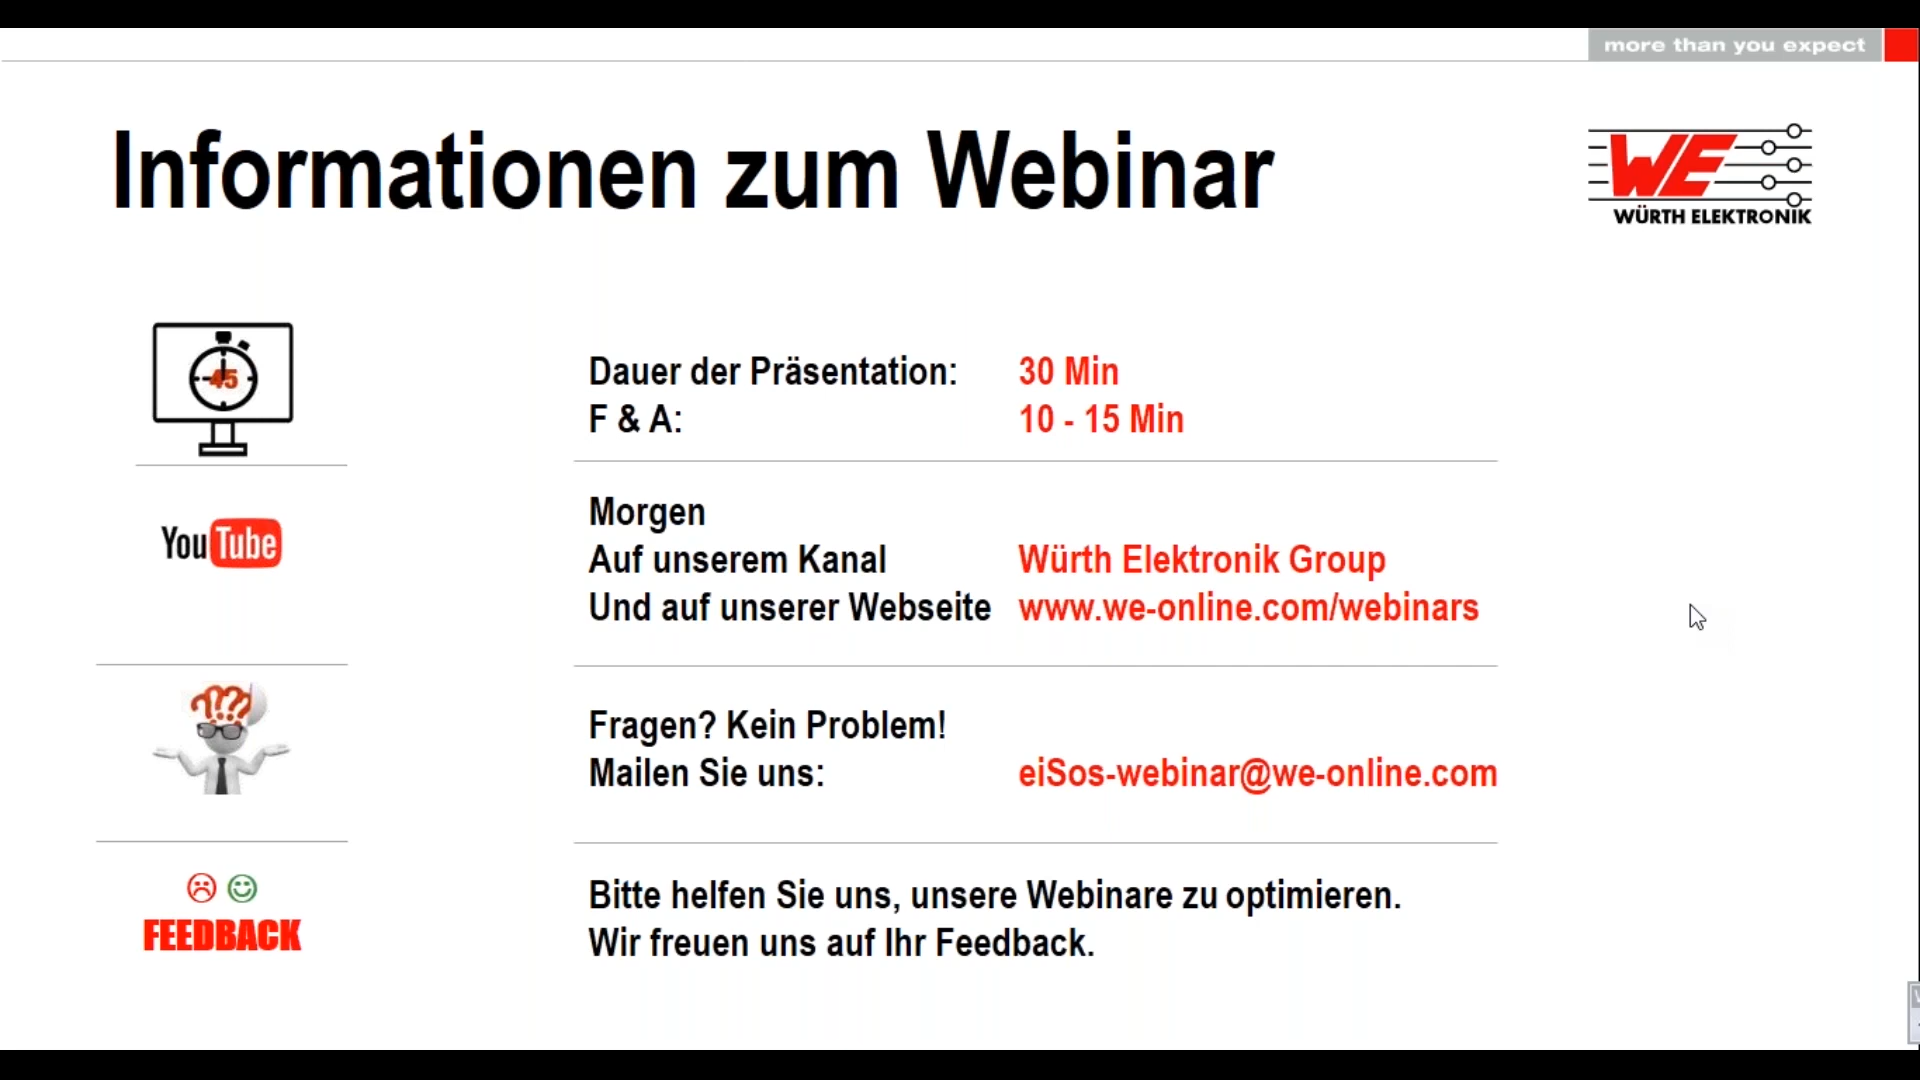 more than you expect
Informationen zum Webinar
WE
WÜRTH ELEKTRONIK
45
Dauer der Präsentation: 30 Min
F & A: 10 - 15 Min
YouTube
Morgen
Auf unserem Kanal Würth Elektronik Group
Und auf unserer Webseite www.we-online.com/webinars
???
Fragen? Kein Problem!
Mailen Sie uns: eiSos-webinar@we-online.com
FEEDBACK
Bitte helfen Sie uns, unsere Webinare zu optimieren.
Wir freuen uns auf Ihr Feedback.